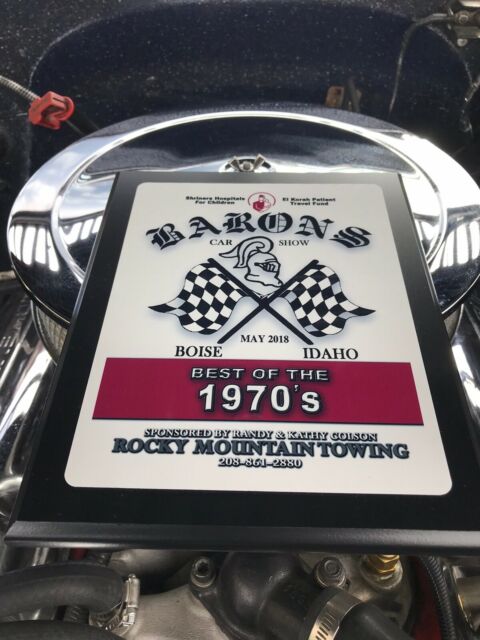 Shriners Hospitals For Children
El Korah Patient Travel Fund
BARONS
CAR SHOW
MAY 2018
BOISE IDAHO
BEST OF THE
1970's
SPONSORED BY RANDY & KATHY COLSON
ROCKY MOUNTAIN TOWING
208-861-2880